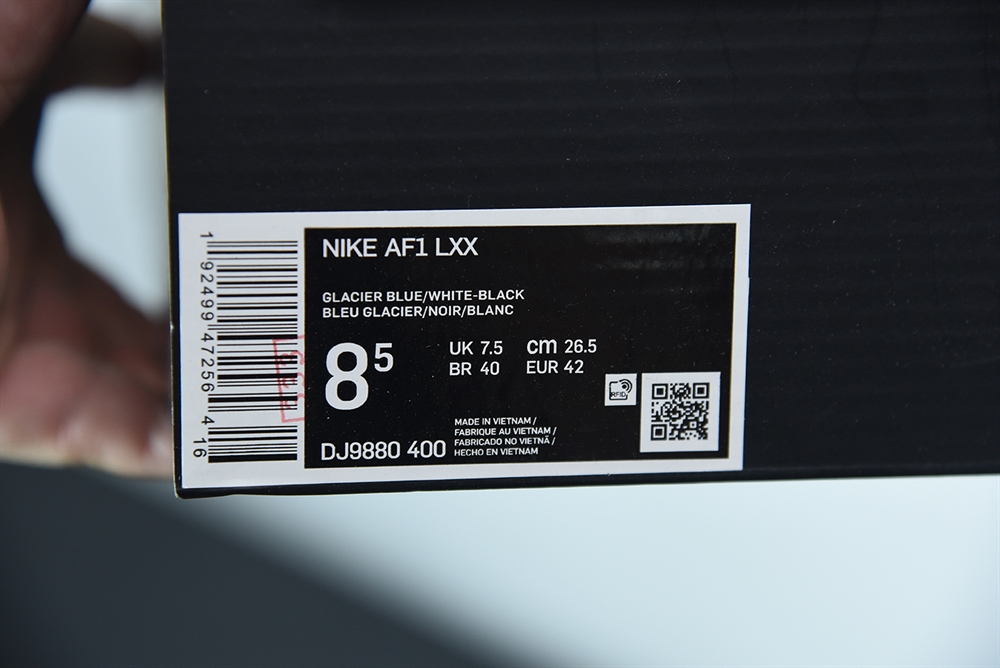 NIKE AF1 LXX
GLACIER BLUE/WHITE-BLACK
BLEU GLACIER/NOIR/BLANC
8 5
UK 7.5 cm 26.5
BR 40 EUR 42
RFID
DJ9880 400
MADE IN VIETNAM /
FABRIQUE AU VIETNAM /
FABRICADO NO VIETNÃ /
HECHO EN VIETNAM
1 92499 47256 4 16